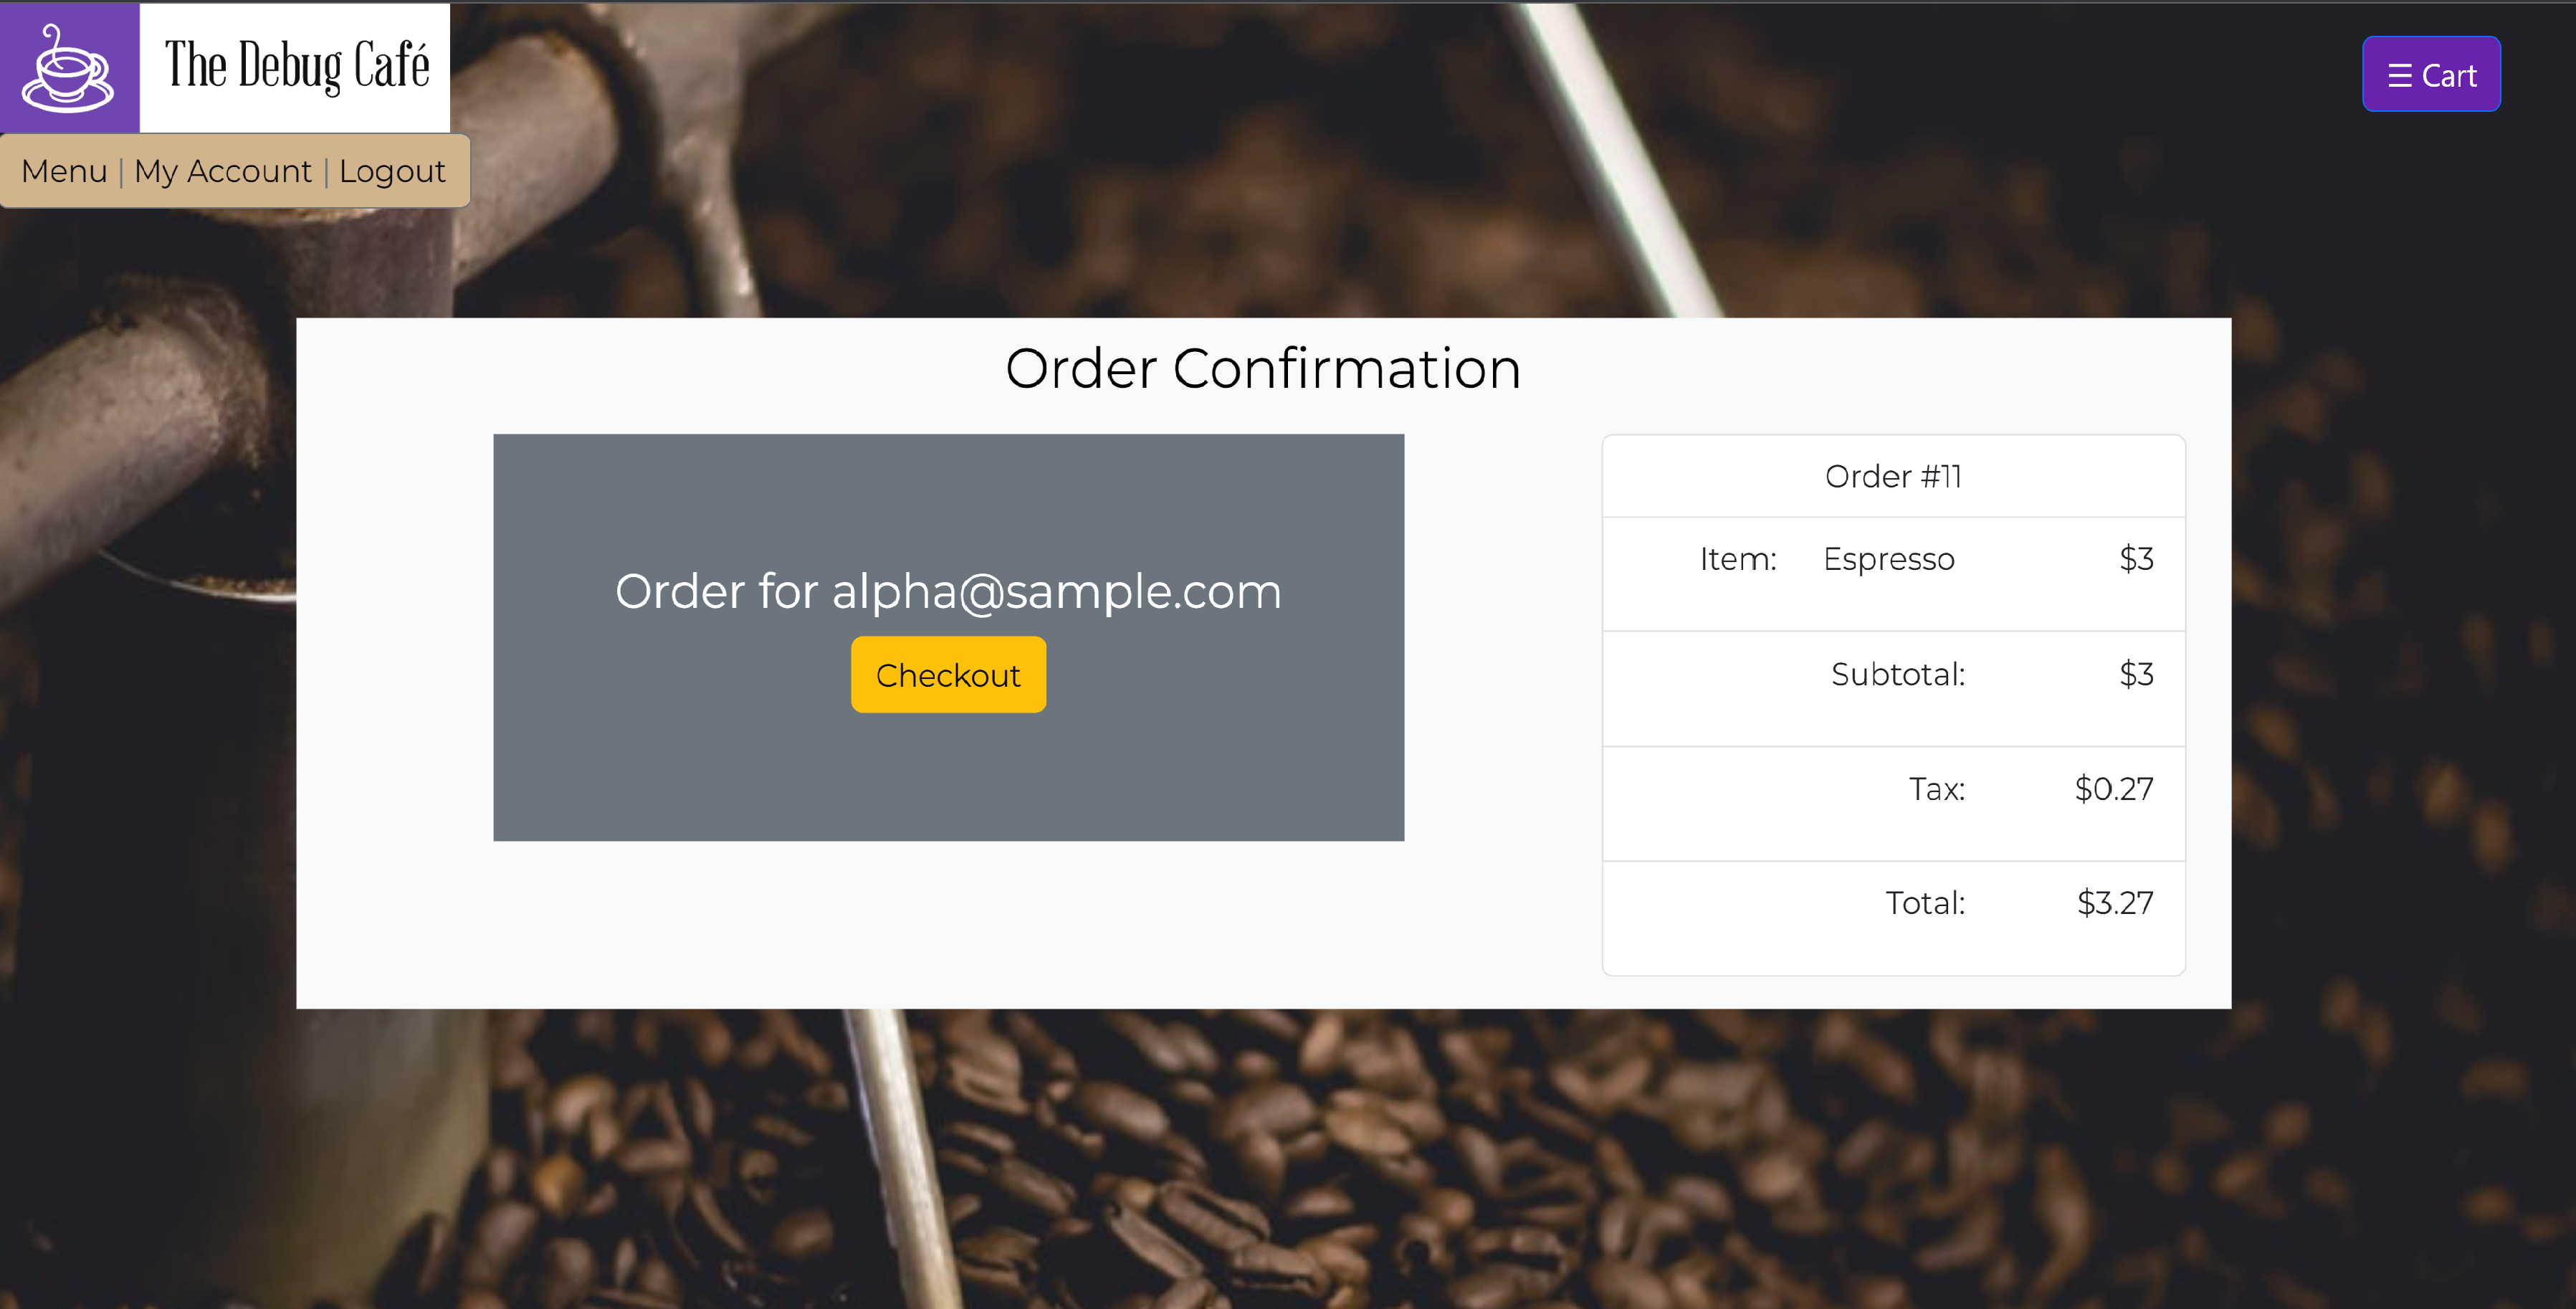 The Debug Café
☰ Cart
Menu | My Account | Logout
Order Confirmation
Order for alpha@sample.com
Checkout
Order #11
Item: Espresso $3
Subtotal: $3
Tax: $0.27
Total: $3.27